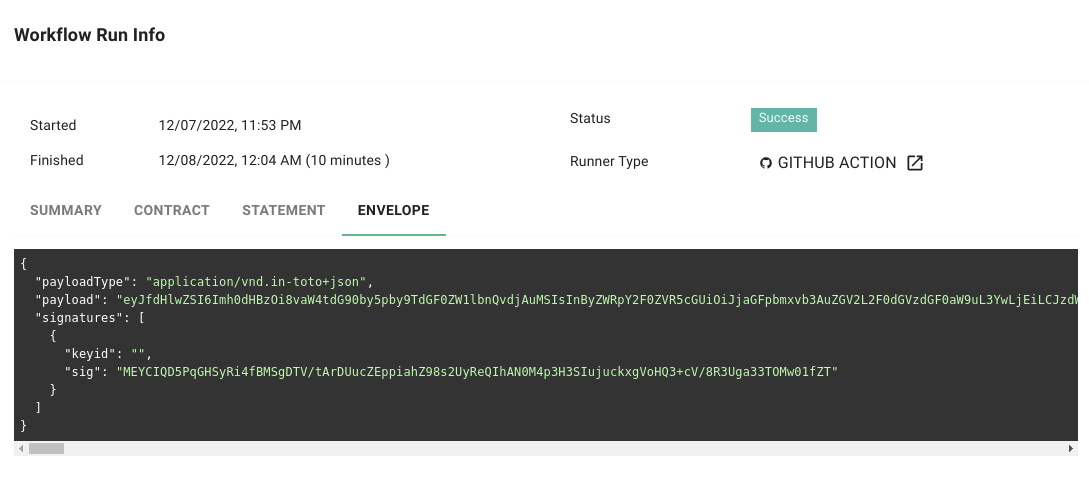 Workflow Run Info
Started 12/07/2022, 11:53 PM
Status Success
Finished 12/08/2022, 12:04 AM (10 minutes )
Runner Type GITHUB ACTION
SUMMARY CONTRACT STATEMENT ENVELOPE
{
"payloadType": "application/vnd.in-toto+json",
"payload": "eyJfdHlwZSI6Imh0dHBzOi8vaW4tdG90by5pby9TdGF0ZW1lbnQvdjAuMSIsInByZWRpY2F0ZVR5cGUiOiJjaGFpbmxvb3AuZGV2L2F0dGVzdGF0aW9uL3YwLjEiLCJzdW
"signatures": [
{
"keyid": "",
"sig": "MEYCIQD5PqGHSyRi4fBMSgDTV/tArDUucZEppiahZ98s2UyReQIhAN0M4p3H3SIujuckxgVoHQ3+cV/8R3Uga33TOMw01fZT"
}
]
}